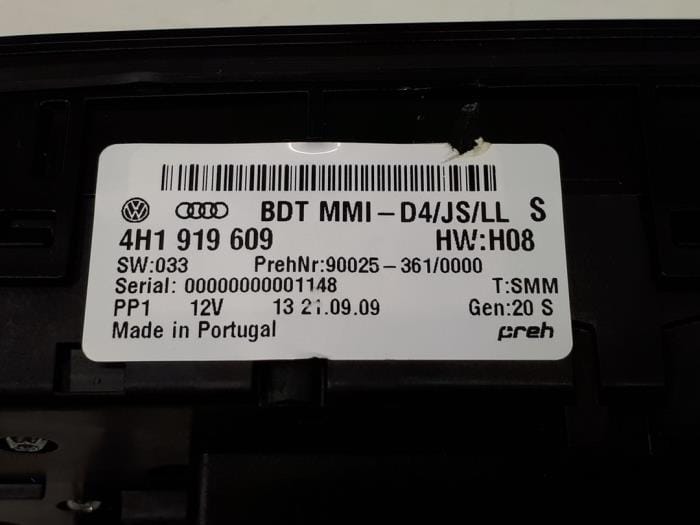 BDT MMI-D4/JS/LL S
4H1 919 609 HW:H08
SW:033 PrehNr:90025-361/0000
Serial: 00000000001148 T:SMM
PP1 12V 13 21.09.09 Gen:20 S
Made in Portugal preh